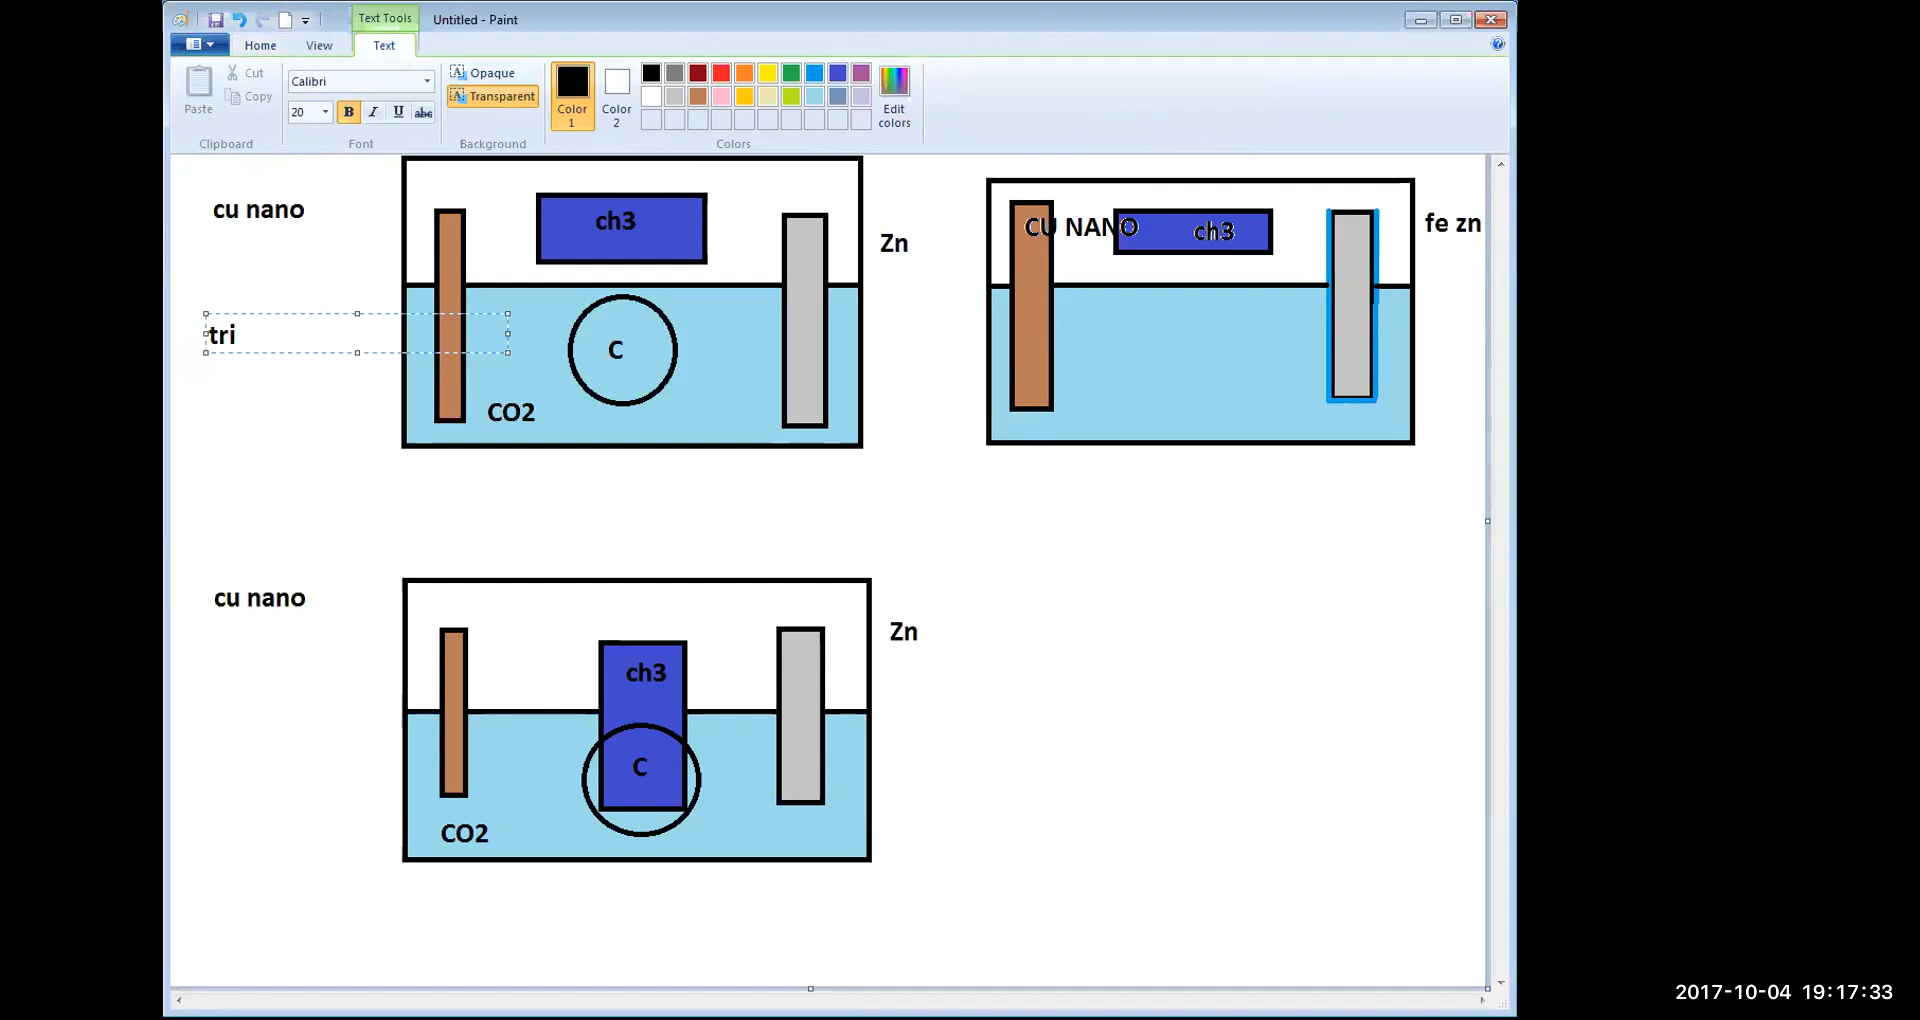 Text Tools
Untitled - Paint
Home
View
Text
Paste
Cut
Copy
Clipboard
Calibri
20
B I U abc
Font
Opaque
Transparent
Background
Color 1
Color 2
Edit colors
Colors
cu nano
ch3
Zn
tri
C
CO2
CU NANO
ch3
fe zn
cu nano
ch3
Zn
C
CO2
2017-10-04 19:17:33